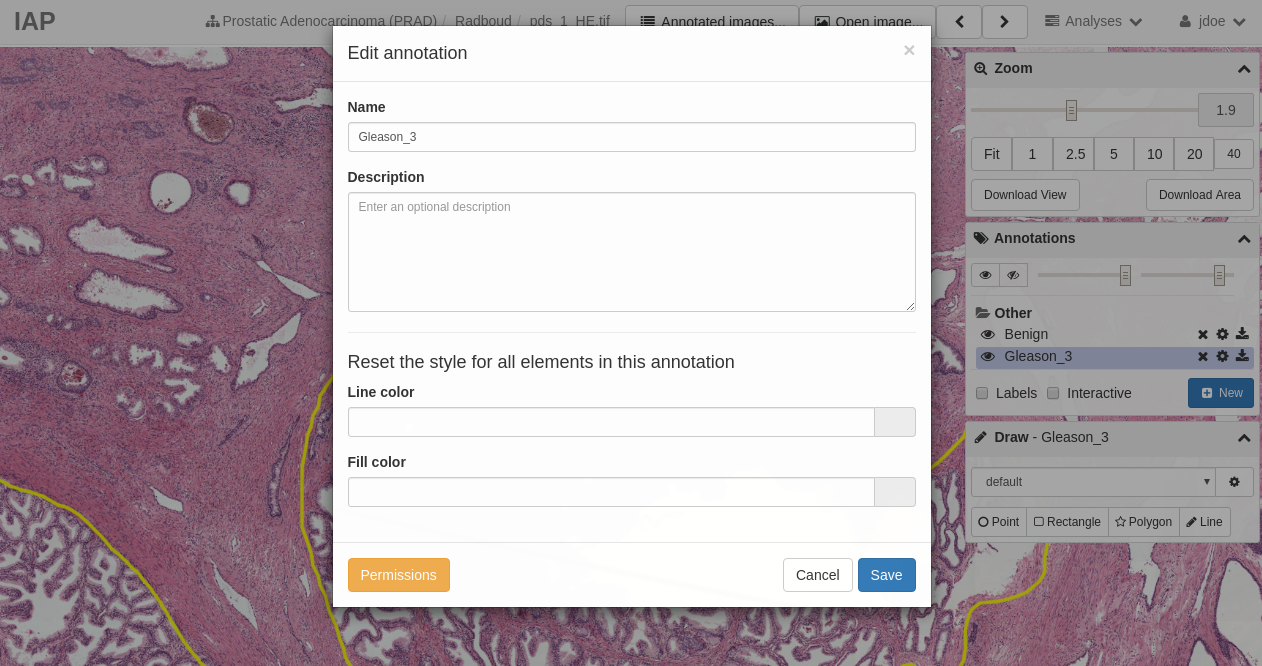 IAP
Prostatic Adenocarcinoma (PRAD) / Radboud / pds_1_HE.tif
Annotated images...
Open image...
Analyses
jdoe
Edit annotation
×
Name
Gleason_3
Description
Enter an optional description
Reset the style for all elements in this annotation
Line color
Fill color
Permissions
Cancel
Save
Zoom
1.9
Fit 1 2.5 5 10 20 40
Download View
Download Area
Annotations
Other
Benign
Gleason_3
Labels Interactive New
Draw - Gleason_3
default
Point Rectangle Polygon Line